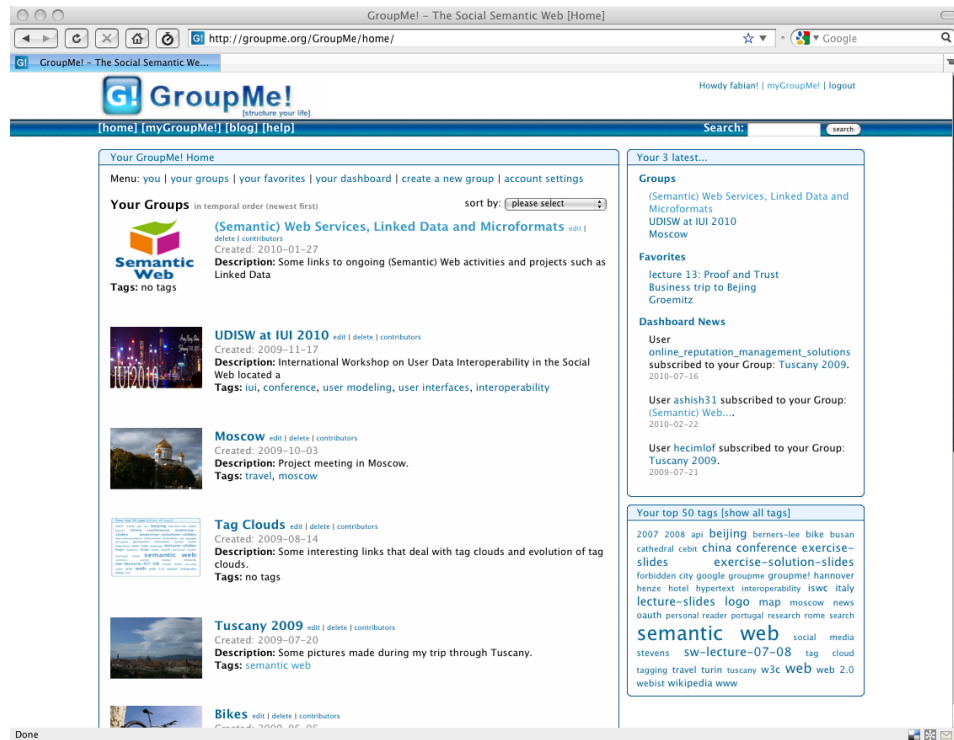 GroupMe! – The Social Semantic Web [Home]
G! http://groupme.org/GroupMe/home/
Google
G! GroupMe! – The Social Semantic We...
G! GroupMe!
[structure your life]
Howdy fabian! | myGroupMe! | logout
[home] [myGroupMe!] [blog] [help]
Search:
search
Your GroupMe! Home
Menu: you | your groups | your favorites | your dashboard | create a new group | account settings
Your Groups in temporal order (newest first)
sort by: please select
Semantic
Web
(Semantic) Web Services, Linked Data and Microformats edit |
delete | contributors
Created: 2010-01-27
Description: Some links to ongoing (Semantic) Web activities and projects such as
Linked Data
Tags: no tags
IUI2010
UDISW at IUI 2010 edit | delete | contributors
Created: 2009-11-17
Description: International Workshop on User Data Interoperability in the Social
Web located a
Tags: iui, conference, user modeling, user interfaces, interoperability
Moscow edit | delete | contributors
Created: 2009-10-03
Description: Project meeting in Moscow.
Tags: travel, moscow
Tag Clouds edit | delete | contributors
Created: 2009-08-14
Description: Some interesting links that deal with tag clouds and evolution of tag
clouds.
Tags: no tags
Tuscany 2009 edit | delete | contributors
Created: 2009-07-20
Description: Some pictures made during my trip through Tuscany.
Tags: semantic web
Bikes edit | delete | contributors
Your 3 latest...
Groups
(Semantic) Web Services, Linked Data and
Microformats
UDISW at IUI 2010
Moscow
Favorites
lecture 13: Proof and Trust
Business trip to Bejing
Groemitz
Dashboard News
User
online_reputation_management_solutions
subscribed to your Group: Tuscany 2009.
2010-07-16
User ashish31 subscribed to your Group:
(Semantic) Web....
2010-02-22
User hecimlof subscribed to your Group:
Tuscany 2009.
2009-07-21
Your top 50 tags [show all tags]
2007 2008 api beijing berners-lee bike busan
cathedral cebit china conference exercise-
slides exercise-solution-slides
forbidden city google groupme groupme! hannover
henze hotel hypertext interoperability iswc italy
lecture-slides logo map moscow news
oauth personal reader portugal research rome search
semantic web social media
stevens sw-lecture-07-08 tag cloud
tagging travel turin tuscany w3c web web 2.0
webist wikipedia www
Done